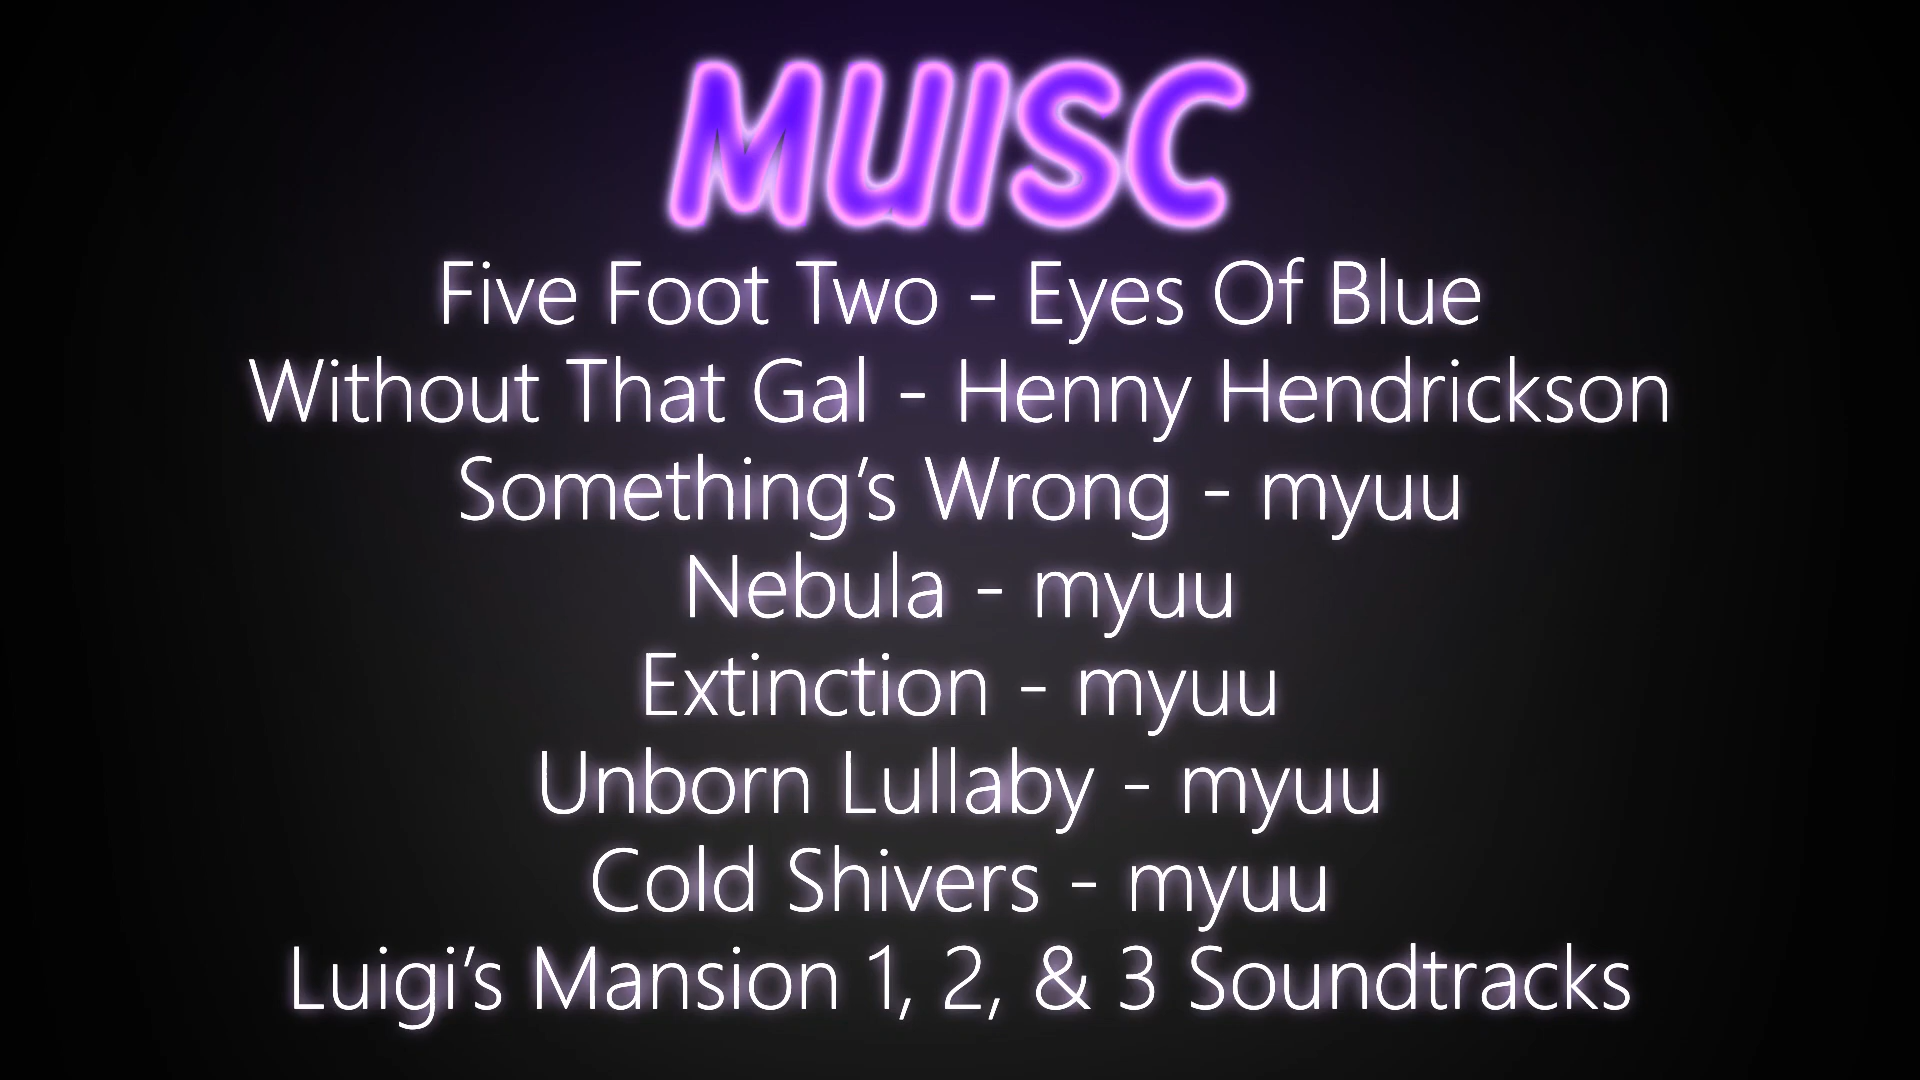 MUISC
Five Foot Two - Eyes Of Blue
Without That Gal - Henny Hendrickson
Something's Wrong - myuu
Nebula - myuu
Extinction - myuu
Unborn Lullaby - myuu
Cold Shivers - myuu
Luigi's Mansion 1, 2, & 3 Soundtracks